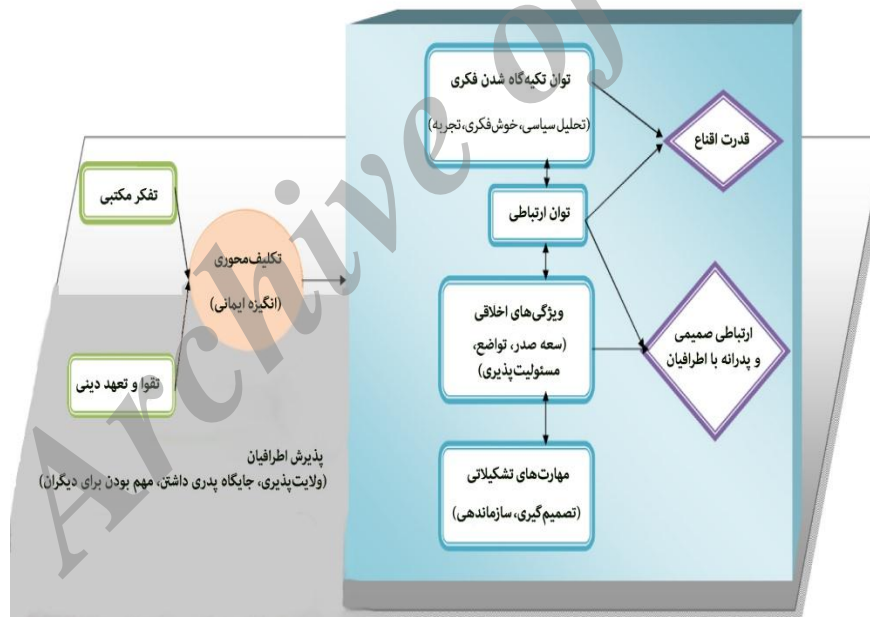 توان تکیه‌گاه شدن فکری
(تحلیل سیاسی، خوش‌فکری، تجربه)
قدرت اقناع
تفکر مکتبی
توان ارتباطی
تکلیف‌محوری
(انگیزه ایمانی)
ویژگی‌های اخلاقی
(سعه صدر، تواضع،
مسئولیت‌پذیری)
ارتباطی صمیمی
و پدرانه با اطرافیان
تقوا و تعهد دینی
پذیرش اطرافیان
(ولایت‌پذیری، جایگاه پدری داشتن، مهم بودن برای دیگران)
مهارت‌های تشکیلاتی
(تصمیم‌گیری، سازماندهی)
Archive of